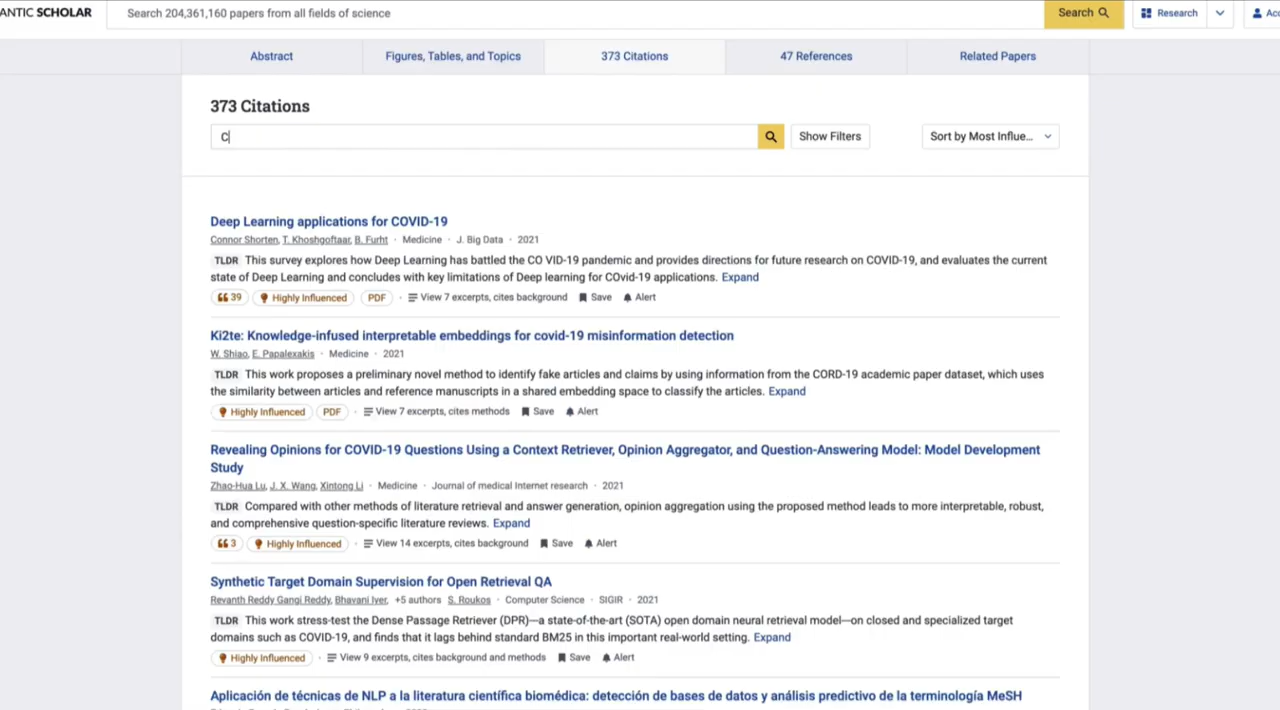 ANTIC SCHOLAR
Search 204,361,160 papers from all fields of science
Search
Research
Acc
Abstract
Figures, Tables, and Topics
373 Citations
47 References
Related Papers
373 Citations
C
Show Filters
Sort by Most Influe...
Deep Learning applications for COVID-19
Connor Shorten, T. Khoshgoftaar, B. Furht · Medicine · J. Big Data · 2021
TLDR This survey explores how Deep Learning has battled the CO VID-19 pandemic and provides directions for future research on COVID-19, and evaluates the current
state of Deep Learning and concludes with key limitations of Deep learning for COvid-19 applications. Expand
39 Highly Influenced PDF · View 7 excerpts, cites background Save Alert
Ki2te: Knowledge-infused interpretable embeddings for covid-19 misinformation detection
W. Shiao, E. Papalexakis · Medicine · 2021
TLDR This work proposes a preliminary novel method to identify fake articles and claims by using information from the CORD-19 academic paper dataset, which uses
the similarity between articles and reference manuscripts in a shared embedding space to classify the articles. Expand
Highly Influenced PDF · View 7 excerpts, cites methods Save Alert
Revealing Opinions for COVID-19 Questions Using a Context Retriever, Opinion Aggregator, and Question-Answering Model: Model Development
Study
Zhao-Hua Lu, J. X. Wang, Xintong Li · Medicine · Journal of medical Internet research · 2021
TLDR Compared with other methods of literature retrieval and answer generation, opinion aggregation using the proposed method leads to more interpretable, robust,
and comprehensive question-specific literature reviews. Expand
3 Highly Influenced · View 14 excerpts, cites background Save Alert
Synthetic Target Domain Supervision for Open Retrieval QA
Revanth Reddy Gangi Reddy, Bhavani Iyer, +5 authors S. Roukos · Computer Science · SIGIR · 2021
TLDR This work stress-test the Dense Passage Retriever (DPR)—a state-of-the-art (SOTA) open domain neural retrieval model—on closed and specialized target
domains such as COVID-19, and finds that it lags behind standard BM25 in this important real-world setting. Expand
Highly Influenced · View 9 excerpts, cites background and methods Save Alert
Aplicación de técnicas de NLP a la literatura científica biomédica: detección de bases de datos y análisis predictivo de la terminología MeSH